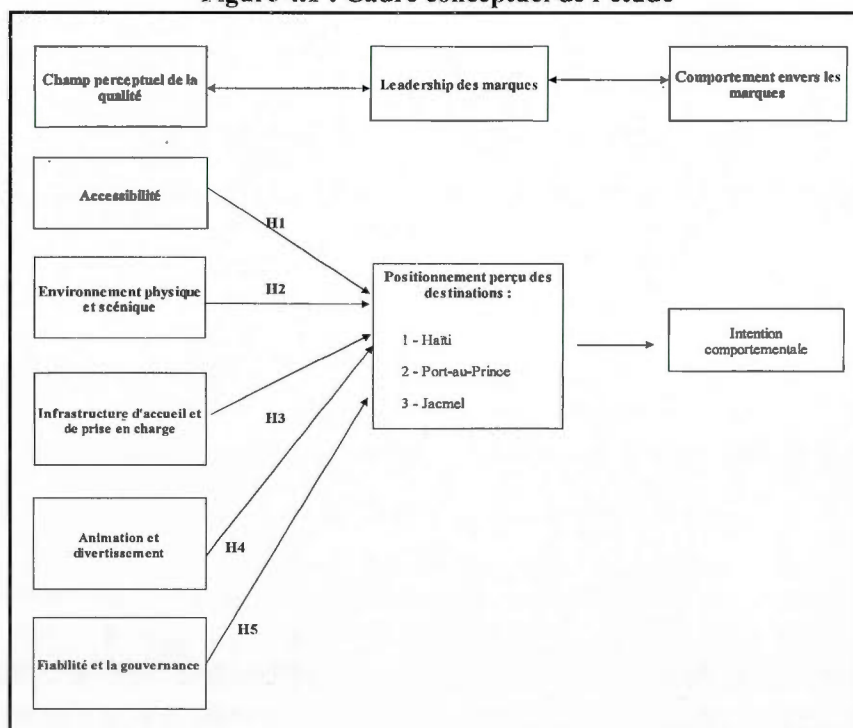 Figure 4.1 : Cadre conceptuel de l'étude
Champ perceptuel de la
qualité
Leadership des marques
Comportement envers les
marques
Accessibilité
H1
Environnement physique
et scénique
H2
Positionnement perçu des
destinations :
1 - Haïti
2 - Port-au-Prince
3 - Jacmel
Intention
comportementale
Infrastructure d'accueil et
de prise en charge
H3
Animation et
divertissement
H4
Fiabilité et la gouvernance
H5